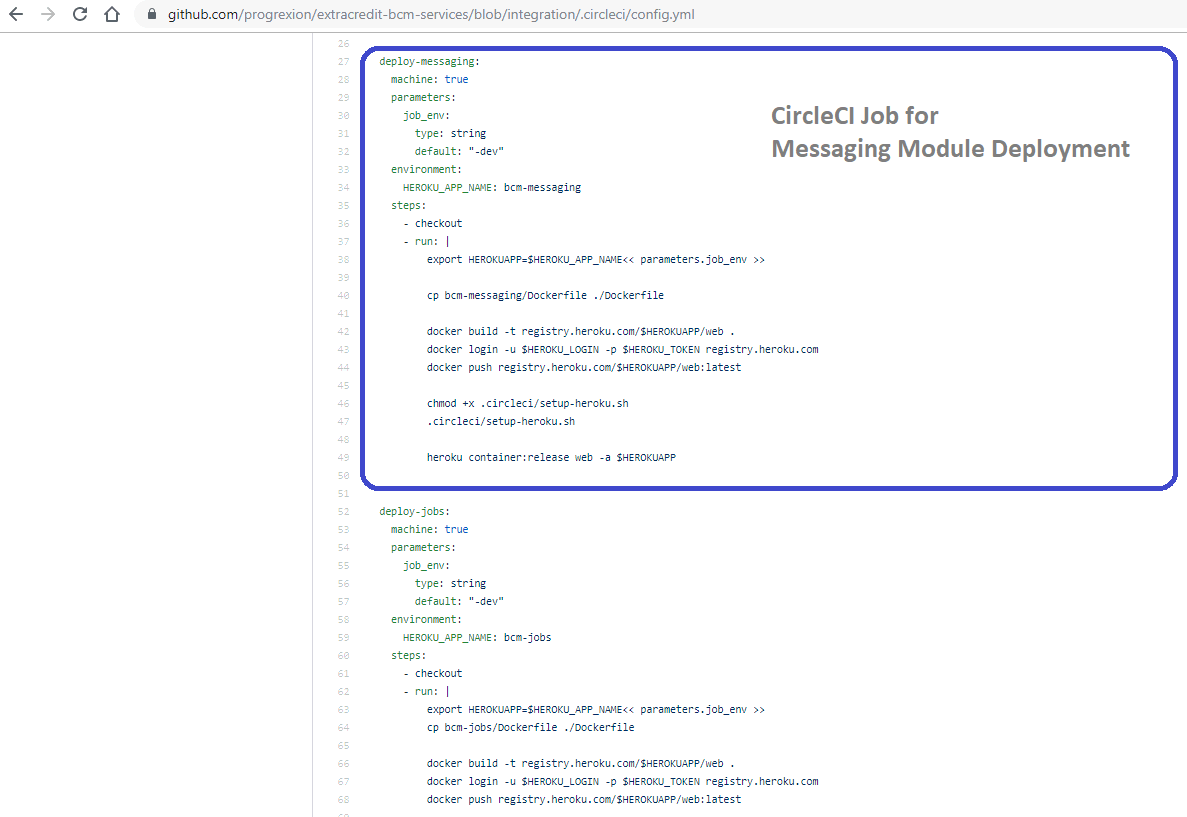 github.com/progrexion/extracredit-bcm-services/blob/integration/.circleci/config.yml
26
27 deploy-messaging:
28 machine: true
29 parameters:
30 job_env:
31 type: string
32 default: "-dev"
33 environment:
34 HEROKU_APP_NAME: bcm-messaging
35 steps:
36 - checkout
37 - run: |
38 export HEROKUAPP=$HEROKU_APP_NAME<< parameters.job_env >>
39
40 cp bcm-messaging/Dockerfile ./Dockerfile
41
42 docker build -t registry.heroku.com/$HEROKUAPP/web .
43 docker login -u $HEROKU_LOGIN -p $HEROKU_TOKEN registry.heroku.com
44 docker push registry.heroku.com/$HEROKUAPP/web:latest
45
46 chmod +x .circleci/setup-heroku.sh
47 .circleci/setup-heroku.sh
48
49 heroku container:release web -a $HEROKUAPP
50
CircleCI Job for
Messaging Module Deployment
51
52 deploy-jobs:
53 machine: true
54 parameters:
55 job_env:
56 type: string
57 default: "-dev"
58 environment:
59 HEROKU_APP_NAME: bcm-jobs
60 steps:
61 - checkout
62 - run: |
63 export HEROKUAPP=$HEROKU_APP_NAME<< parameters.job_env >>
64 cp bcm-jobs/Dockerfile ./Dockerfile
65
66 docker build -t registry.heroku.com/$HEROKUAPP/web .
67 docker login -u $HEROKU_LOGIN -p $HEROKU_TOKEN registry.heroku.com
68 docker push registry.heroku.com/$HEROKUAPP/web:latest